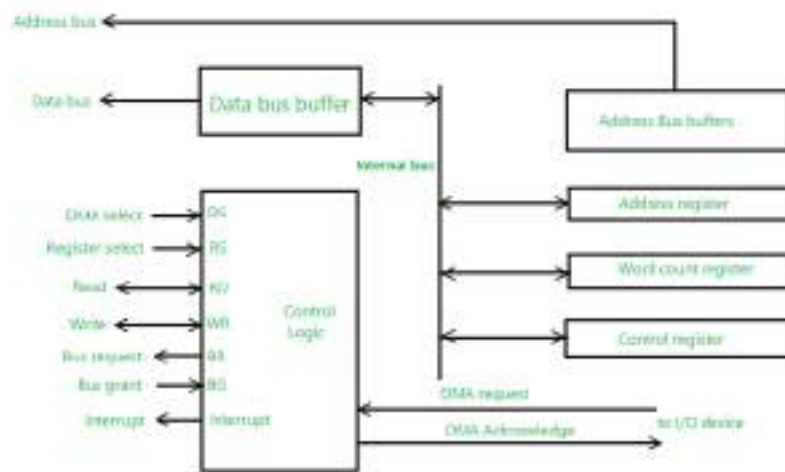 Address bus
Data bus
Data bus buffer
Address Bus buffers
Internal bus
DMA select
DS
Address register
Register select
RS
Word count register
Read
RD
Control
Logic
Write
WR
Control register
Bus request
BR
Bus grant
BG
DMA request
Interrupt
Interrupt
to I/O device
DMA Acknowledge